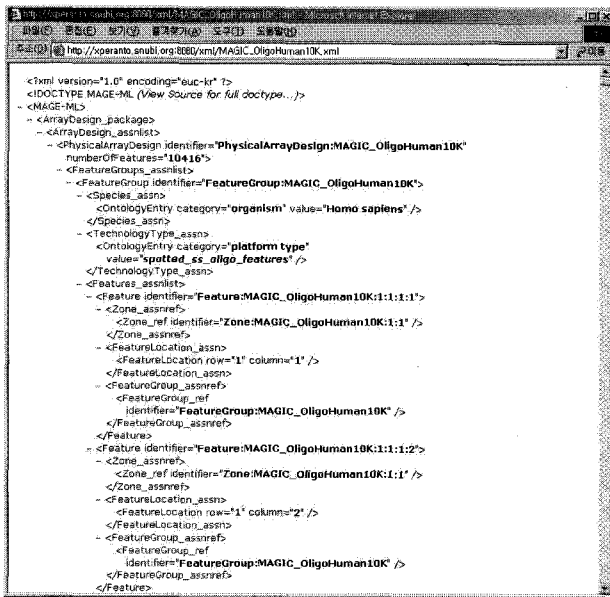 http://xperanto.snubi.org:8080/xml/MAGIC_OligoHuman10K.xml
<?xml version="1.0" encoding="euc-kr" ?>
<!DOCTYPE MAGE-ML (View Source for full doctype...)>
- <MAGE-ML>
- <ArrayDesign_package>
- <ArrayDesign_assnlist>
- <PhysicalArrayDesign identifier="PhysicalArrayDesign:MAGIC_OligoHuman10K"
numberOfFeatures="10416">
- <FeatureGroups_assnlist>
- <FeatureGroup identifier="FeatureGroup:MAGIC_OligoHuman10K">
- <Species_assn>
<OntologyEntry category="organism" value="Homo sapiens" />
</Species_assn>
- <TechnologyType_assn>
<OntologyEntry category="platform type"
value="spotted_ss_oligo_features" />
</TechnologyType_assn>
- <Features_assnlist>
- <Feature identifier="Feature:MAGIC_OligoHuman10K:1:1:1:1">
- <Zone_assnref>
<Zone_ref identifier="Zone:MAGIC_OligoHuman10K:1:1" />
</Zone_assnref>
- <FeatureLocation_assn>
<FeatureLocation row="1" column="1" />
</FeatureLocation_assn>
- <FeatureGroup_assnref>
<FeatureGroup_ref
identifier="FeatureGroup:MAGIC_OligoHuman10K" />
</FeatureGroup_assnref>
</Feature>
- <Feature identifier="Feature:MAGIC_OligoHuman10K:1:1:1:2">
- <Zone_assnref>
<Zone_ref identifier="Zone:MAGIC_OligoHuman10K:1:1" />
</Zone_assnref>
- <FeatureLocation_assn>
<FeatureLocation row="1" column="2" />
</FeatureLocation_assn>
- <FeatureGroup_assnref>
<FeatureGroup_ref
identifier="FeatureGroup:MAGIC_OligoHuman10K" />
</FeatureGroup_assnref>
</Feature>